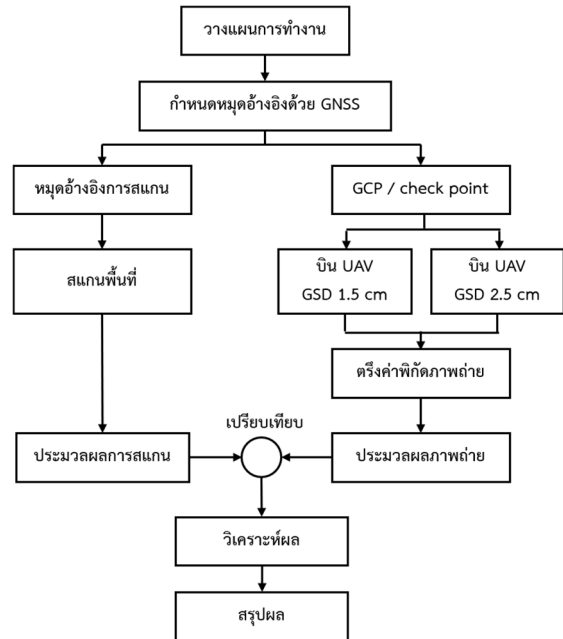 วางแผนการทำงาน
กำหนดหมุดอ้างอิงด้วย GNSS
หมุดอ้างอิงการสแกน
GCP / check point
สแกนพื้นที่
บิน UAV
GSD 1.5 cm
บิน UAV
GSD 2.5 cm
ตรึงค่าพิกัดภาพถ่าย
เปรียบเทียบ
ประมวลผลการสแกน
ประมวลผลภาพถ่าย
วิเคราะห์ผล
สรุปผล